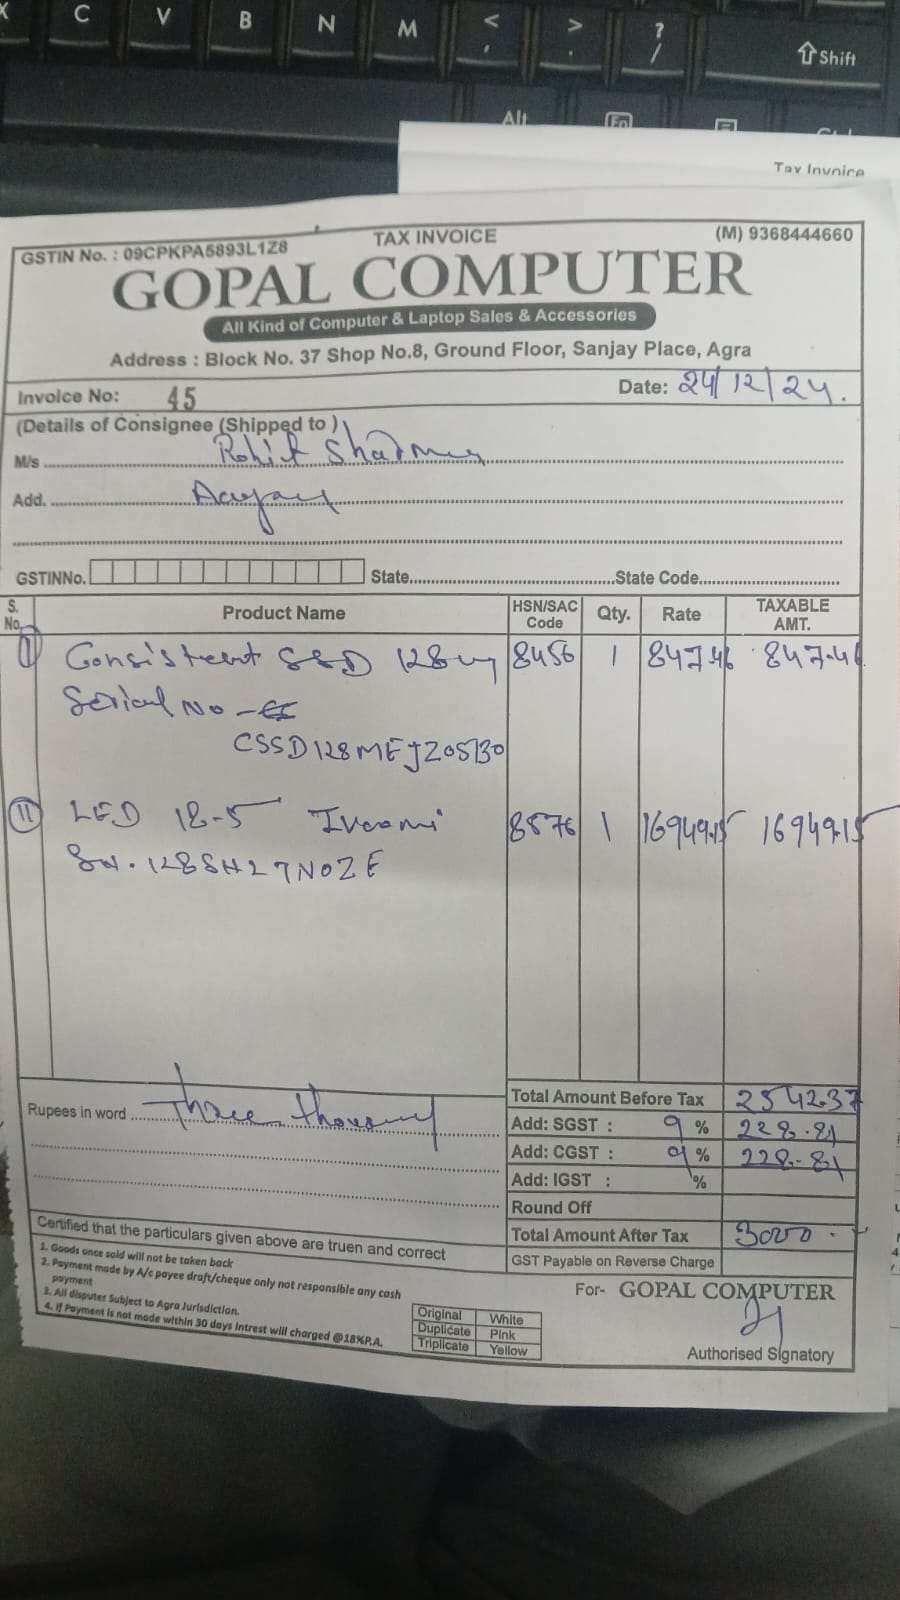 X C V B N M < , > . ? / ⇧Shift
Alt Fn
Tax Invoice
GSTIN No. : 09CPKPA5893L1Z8 TAX INVOICE (M) 9368444660
GOPAL COMPUTER
All Kind of Computer & Laptop Sales & Accessories
Address : Block No. 37 Shop No.8, Ground Floor, Sanjay Place, Agra
Invoice No: 45 Date: 24/12/24.
(Details of Consignee (Shipped to )
M/s Rohit Sharma
Add.
GSTINNo. State State Code
S. No. Product Name HSN/SAC Code Qty. Rate TAXABLE AMT.
1 Consistent SSD 128 8456 1 847.46 847.46
Serial No -
CSSD128MEJZ05130
11 LED 18-5 Ivoomi 8576 1 16949.15 16949.15
SN. 128SH27N0ZE
Rupees in word Three thousand
Total Amount Before Tax 2542.37
Add: SGST : 9 % 228.81
Add: CGST : 9 % 228.81
Add: IGST : %
Round Off
Total Amount After Tax 3000.-
GST Payable on Reverse Charge
Certified that the particulars given above are truen and correct
1. Goods once sold will not be taken back
2. Payment made by A/c payee draft/cheque only not responsible any cash
payment
3. All disputer Subject to Agra Jurisdiction.
4. If Payment is not made within 30 days Intrest will charged @18%P.A.
Original White
Duplicate Pink
Triplicate Yellow
For- GOPAL COMPUTER
Authorised Signatory